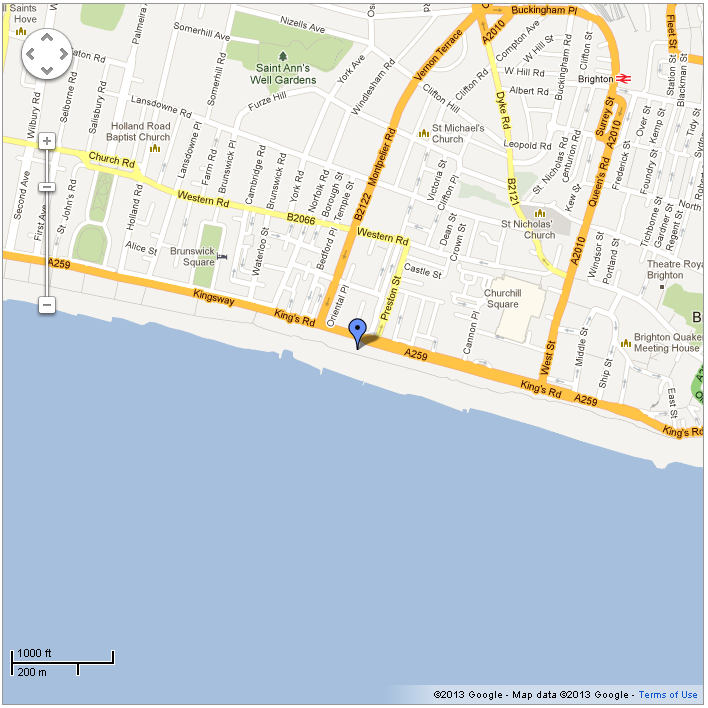 ll Saints
Hove
Palmeira A
Nizells Ave
Buckingham Pl
Fleet St
Somerhill Ave
A2010
Compton Ave
Clifton St
aton Rd
Somerhill Rd
Saint Ann's
Well Gardens
York Ave
Windlesham Rd
Vernon Terrace
W Hill St
W Hill Rd
Buckingham Rd
Brighton
Station St
Blackman St
Wilbury Rd
Selborne Rd
Salisbury Rd
Lansdowne Rd
Furze Hill
Clifton Rd
Clifton Hill
Albert Rd
Dyke Rd
Surrey St
A2010
Holland Road
Baptist Church
St Michael's
Church
Leopold Rd
Over St
Kemp St
Tidy St
Church Rd
Lansdowne Pl
Farm Rd
Brunswick Pl
Cambridge Rd
Brunswick Rd
York Rd
Norfolk Rd
Borough St
Temple St
Montpelier Rd
B2122
Victoria St
Clifton Pl
B2121
St. Nicholas Rd
Centurion Rd
Queen's Rd
Frederick St
Foundry St
North
Robe
Second Ave
First Ave
St. John's Rd
Holland Rd
Western Rd
B2066
Western Rd
Dean St
Crown St
St Nicholas'
Church
Kew St
Tichborne St
Gardner St
Regent St
Alice St
Brunswick
Square
Waterloo St
Bedford Pl
Castle St
A2010
Windsor St
Portland St
Theatre Roya
Brighton
A259
Kingsway
King's Rd
Oriental Pl
Preston St
Churchill
Square
Cannon Pl
West St
Middle St
Ship St
B
Brighton Quaker
Meeting House
A259
King's Rd
A259
East St
King's Rd
1000 ft
200 m
©2013 Google - Map data ©2013 Google - Terms of Use